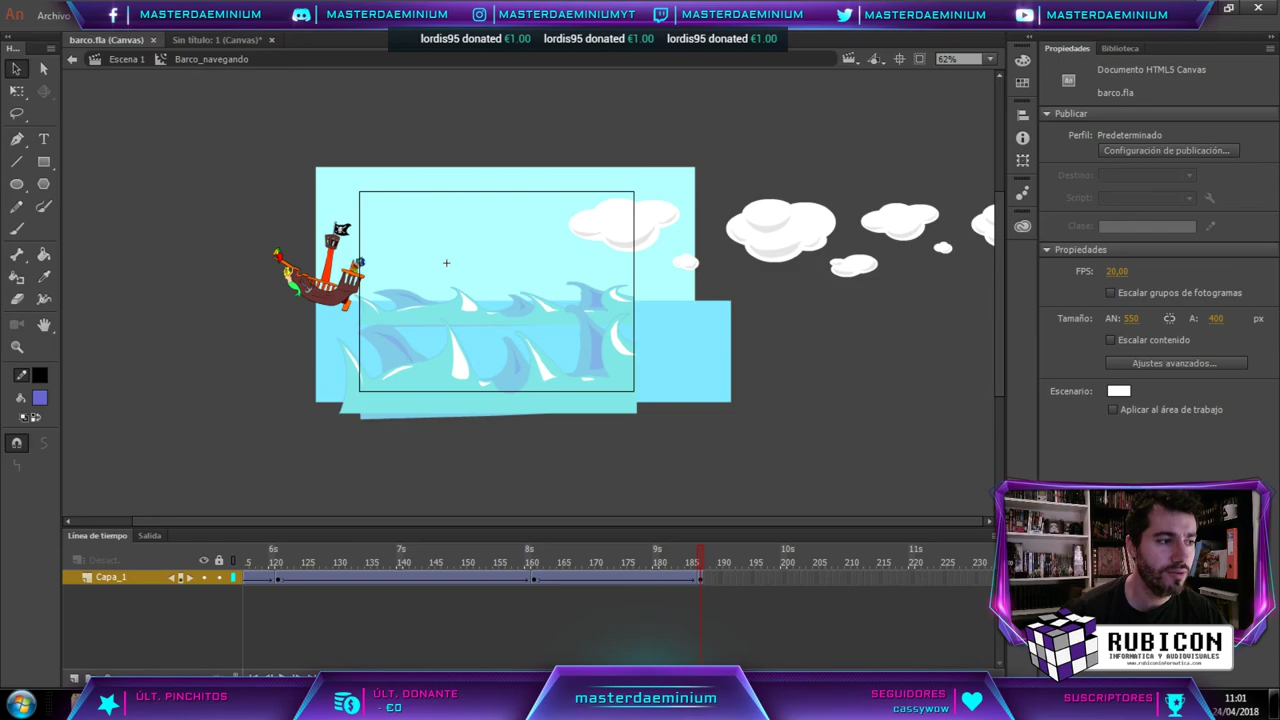 An Archivo MASTERDAEMINIUM MASTERDAEMINIUM MASTERDAEMINIUMYT MASTERDAEMINIUM MASTERDAEMINIUM MASTERDAEMINIUM
lordis95 donated €1.00 lordis95 donated €1.00 lordis95 donated €1.00
barco.fla (Canvas) × Sin título: 1 (Canvas)* ×
Escena 1 Barco_navegando 62%
Propiedades Biblioteca
Documento HTML5 Canvas
barco.fla
Publicar
Perfil: Predeterminado
Configuración de publicación...
Destino:
Script:
Clase:
Propiedades
FPS: 20,00
Escalar grupos de fotogramas
Tamaño: AN: 550 A: 400 px
Escalar contenido
Ajustes avanzados...
Escenario:
Aplicar al área de trabajo
Línea de tiempo Salida
6s 7s 8s 9s 10s 11s
.5 120 125 130 135 140 145 150 155 160 165 170 175 180 185 190 195 200 205 210 215 220 225 230
Capa_1
RUBICON
INFORMATICA Y AUDIOVISUALES
www.rubiconinformatica.com
ÚLT. PINCHITOS
ÚLT. DONANTE
- €0
masterdaeminium
SEGUIDORES
cassywow
SUSCRIPTORES
11:01
24/04/2018